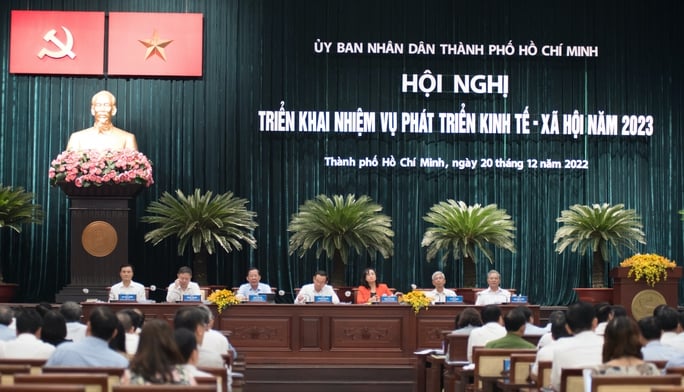 ỦY BAN NHÂN DÂN THÀNH PHỐ HỒ CHÍ MINH
HỘI NGHỊ
TRIỂN KHAI NHIỆM VỤ PHÁT TRIỂN KINH TẾ - XÃ HỘI NĂM 2023
Thành phố Hồ Chí Minh, ngày 20 tháng 12 năm 2022